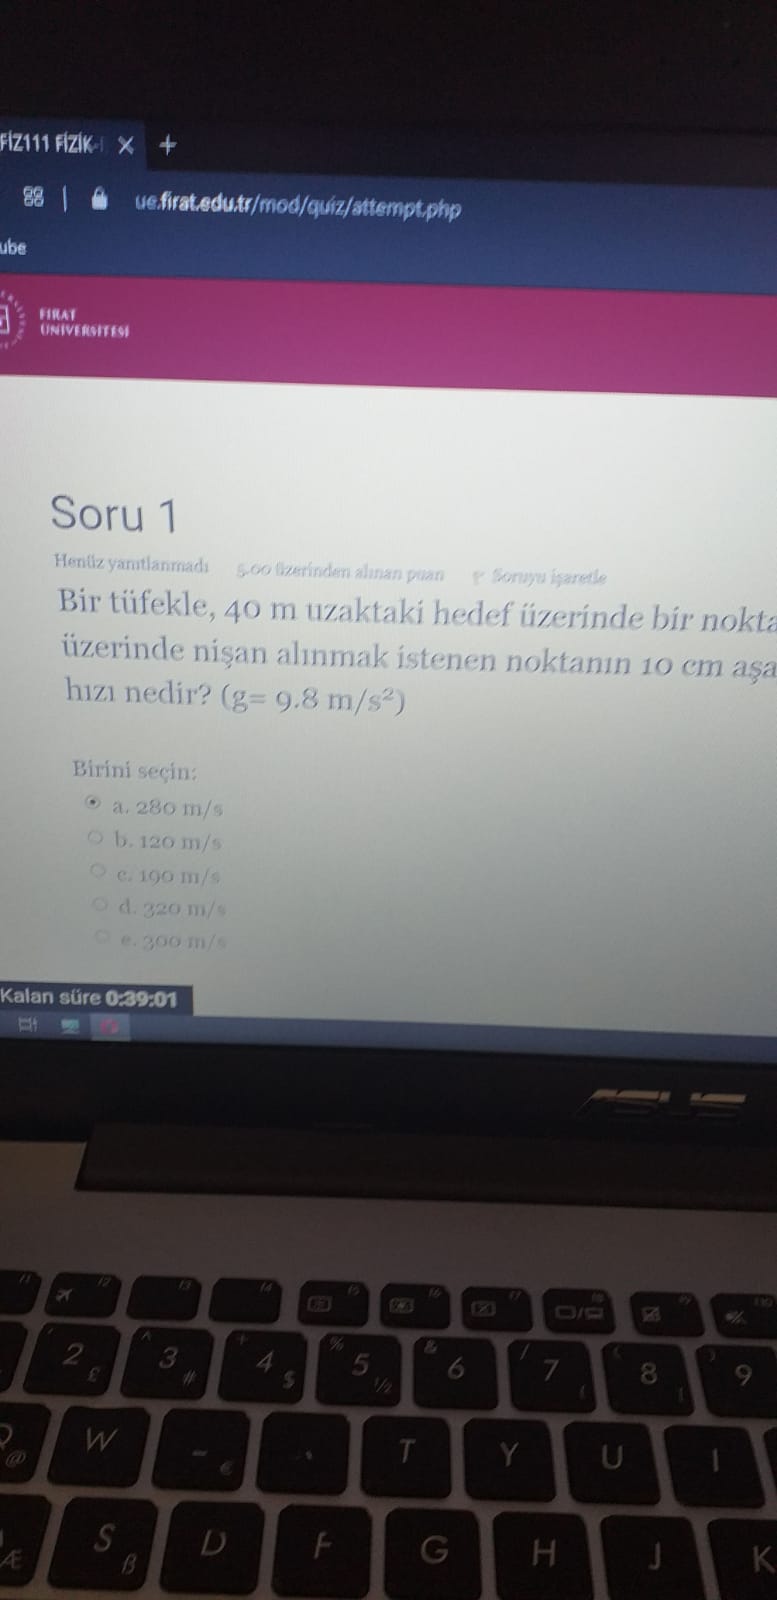 FİZ111 FİZİK-I
ue.firat.edu.tr/mod/quiz/attempt.php
ube
FIRAT
ÜNİVERSİTESİ
Soru 1
Henüz yanıtlanmadı 5.00 üzerinden alınan puan Soruyu işaretle
Bir tüfekle, 40 m uzaktaki hedef üzerinde bir nokta
üzerinde nişan alınmak istenen noktanın 10 cm aşa
hızı nedir? (g= 9.8 m/s²)
Birini seçin:
a. 280 m/s
b. 120 m/s
c. 190 m/s
d. 320 m/s
e. 300 m/s
Kalan süre 0:39:01
ASUS
2 £ ^ 3 # + 4 $ % 5 ½ & 6 / 7 { ( 8 [ ) 9
@ W € T Y U I
Æ S ß D F G H J K